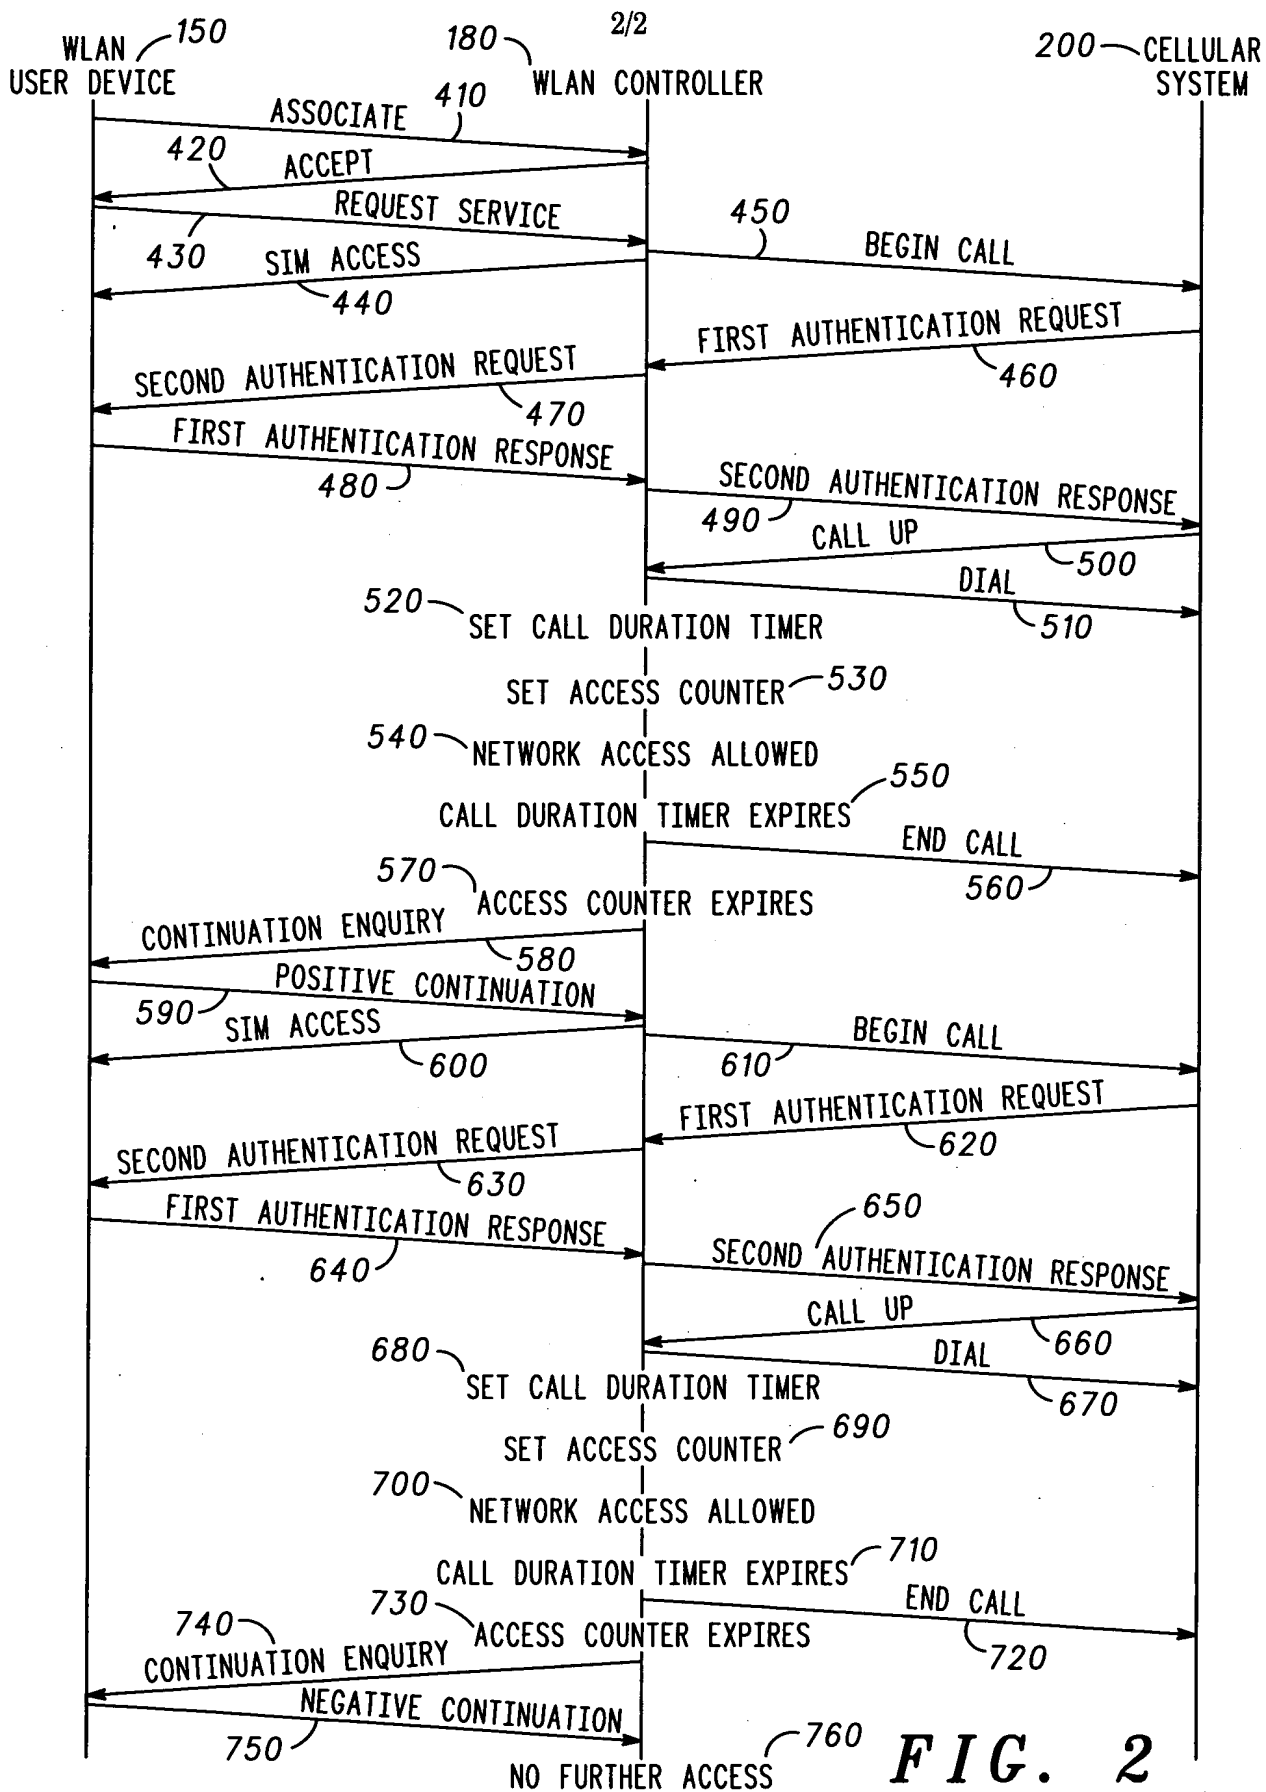 2/2
WLAN
USER DEVICE
150
180
WLAN CONTROLLER
200
CELLULAR
SYSTEM
ASSOCIATE
410
420
ACCEPT
REQUEST SERVICE
430
450
BEGIN CALL
SIM ACCESS
440
FIRST AUTHENTICATION REQUEST
460
SECOND AUTHENTICATION REQUEST
470
FIRST AUTHENTICATION RESPONSE
480
SECOND AUTHENTICATION RESPONSE
490
CALL UP
500
DIAL
510
520
SET CALL DURATION TIMER
SET ACCESS COUNTER
530
540
NETWORK ACCESS ALLOWED
550
CALL DURATION TIMER EXPIRES
END CALL
560
570
ACCESS COUNTER EXPIRES
CONTINUATION ENQUIRY
580
POSITIVE CONTINUATION
590
SIM ACCESS
600
BEGIN CALL
610
FIRST AUTHENTICATION REQUEST
620
SECOND AUTHENTICATION REQUEST
630
FIRST AUTHENTICATION RESPONSE
640
650
SECOND AUTHENTICATION RESPONSE
CALL UP
660
DIAL
670
680
SET CALL DURATION TIMER
690
SET ACCESS COUNTER
700
NETWORK ACCESS ALLOWED
710
CALL DURATION TIMER EXPIRES
END CALL
720
730
ACCESS COUNTER EXPIRES
740
CONTINUATION ENQUIRY
NEGATIVE CONTINUATION
750
760
NO FURTHER ACCESS
FIG. 2